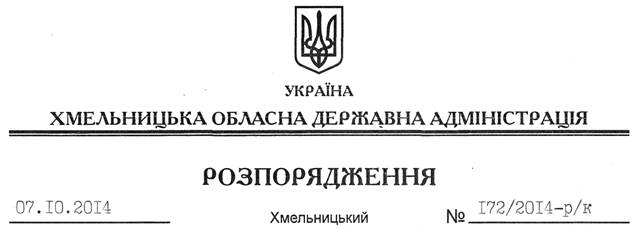 УКРАЇНА
ХМЕЛЬНИЦЬКА ОБЛАСНА ДЕРЖАВНА АДМІНІСТРАЦІЯ
РОЗПОРЯДЖЕННЯ
07.10.2014 Хмельницький № 172/2014-р/к